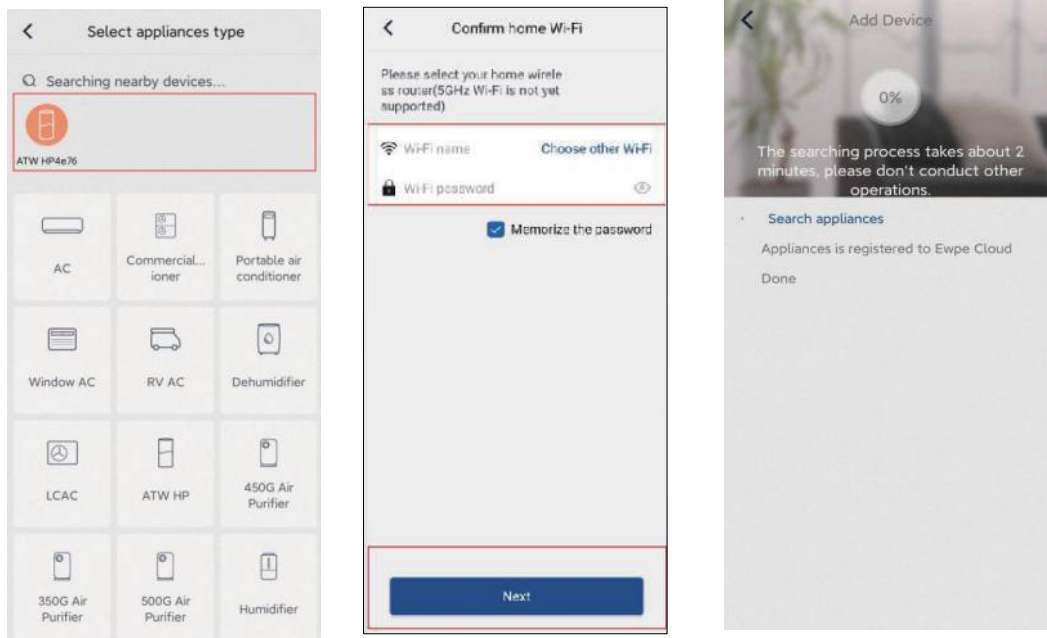 Select appliances type
Searching nearby devices...
ATW HP4e76
AC
Commercial...
ioner
Portable air
conditioner
Window AC
RV AC
Dehumidifier
LCAC
ATW HP
450G Air
Purifier
350G Air
Purifier
500G Air
Purifier
Humidifier
Confirm home Wi-Fi
Please select your home wirele
ss router(5GHz Wi-Fi is not yet
supported)
Wi-Fi name
Choose other Wi-Fi
Wi-Fi password
Memorize the password
Next
Add Device
0%
The searching process takes about 2
minutes, please don't conduct other
operations.
Search appliances
Appliances is registered to Ewpe Cloud
Done